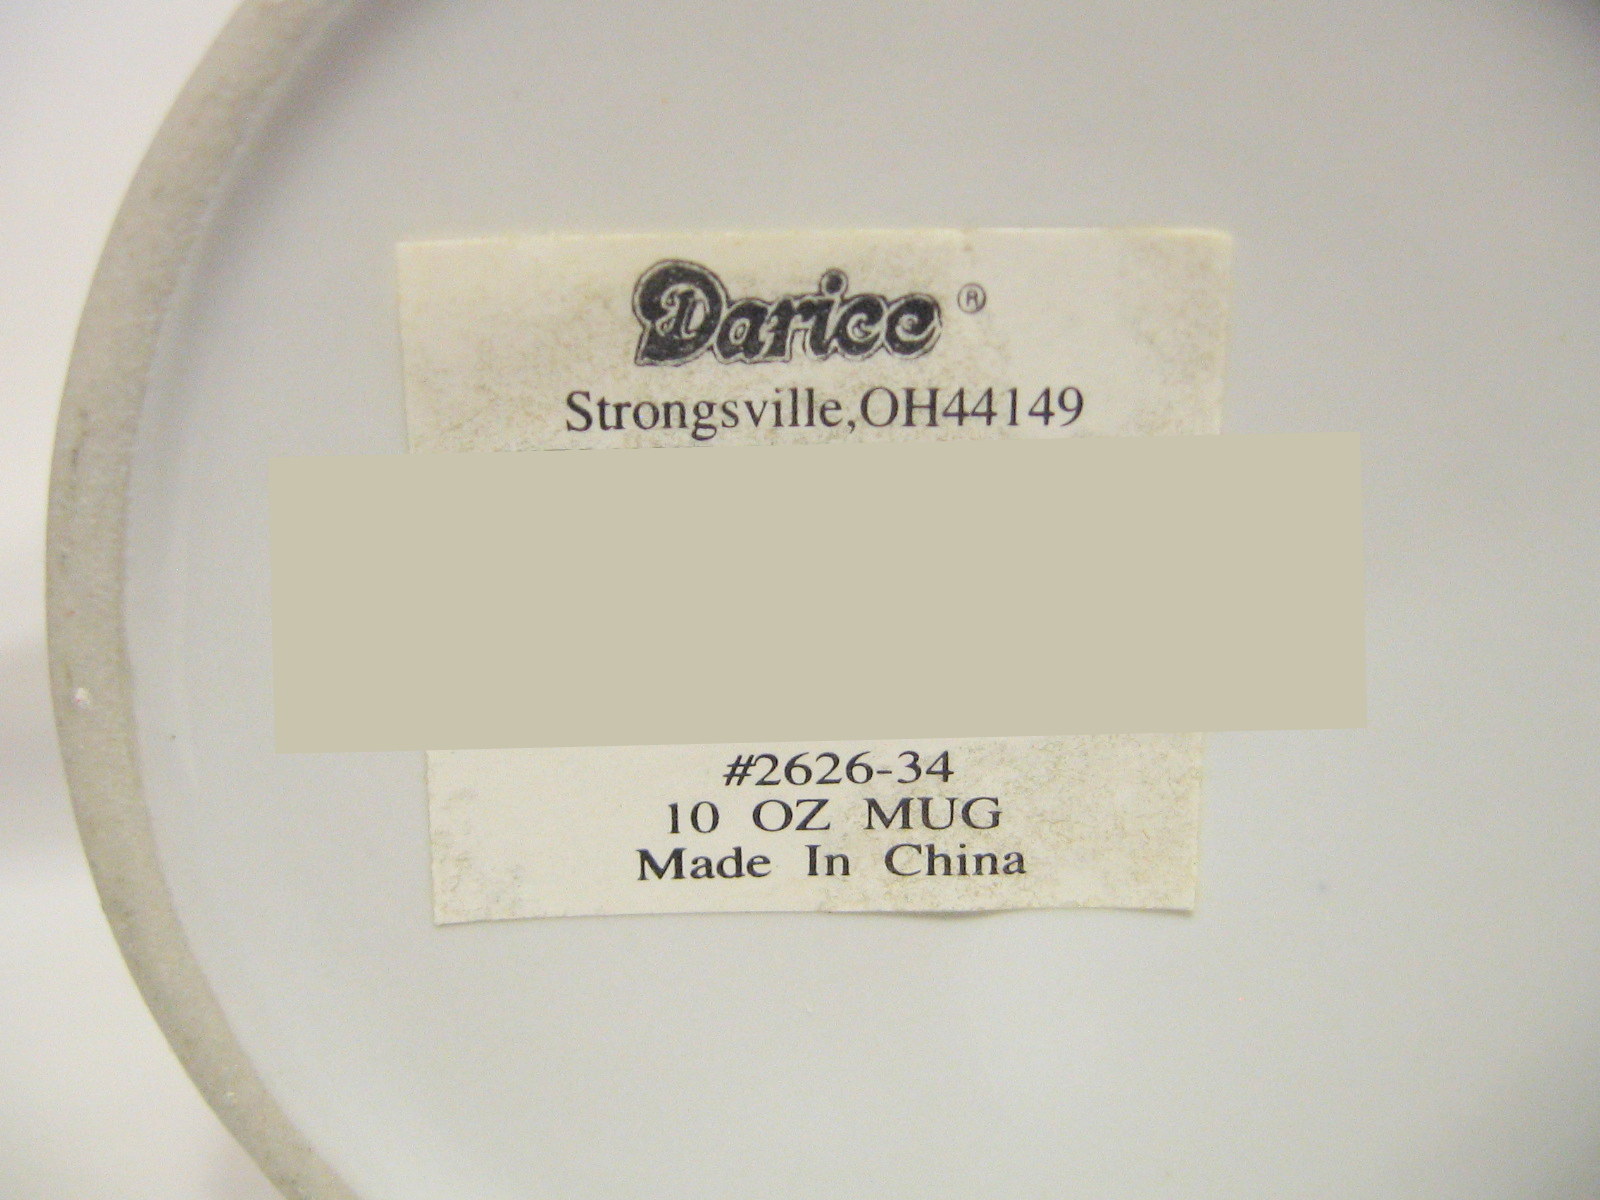 Darice ®
Strongsville,OH44149
#2626-34
10 OZ MUG
Made In China